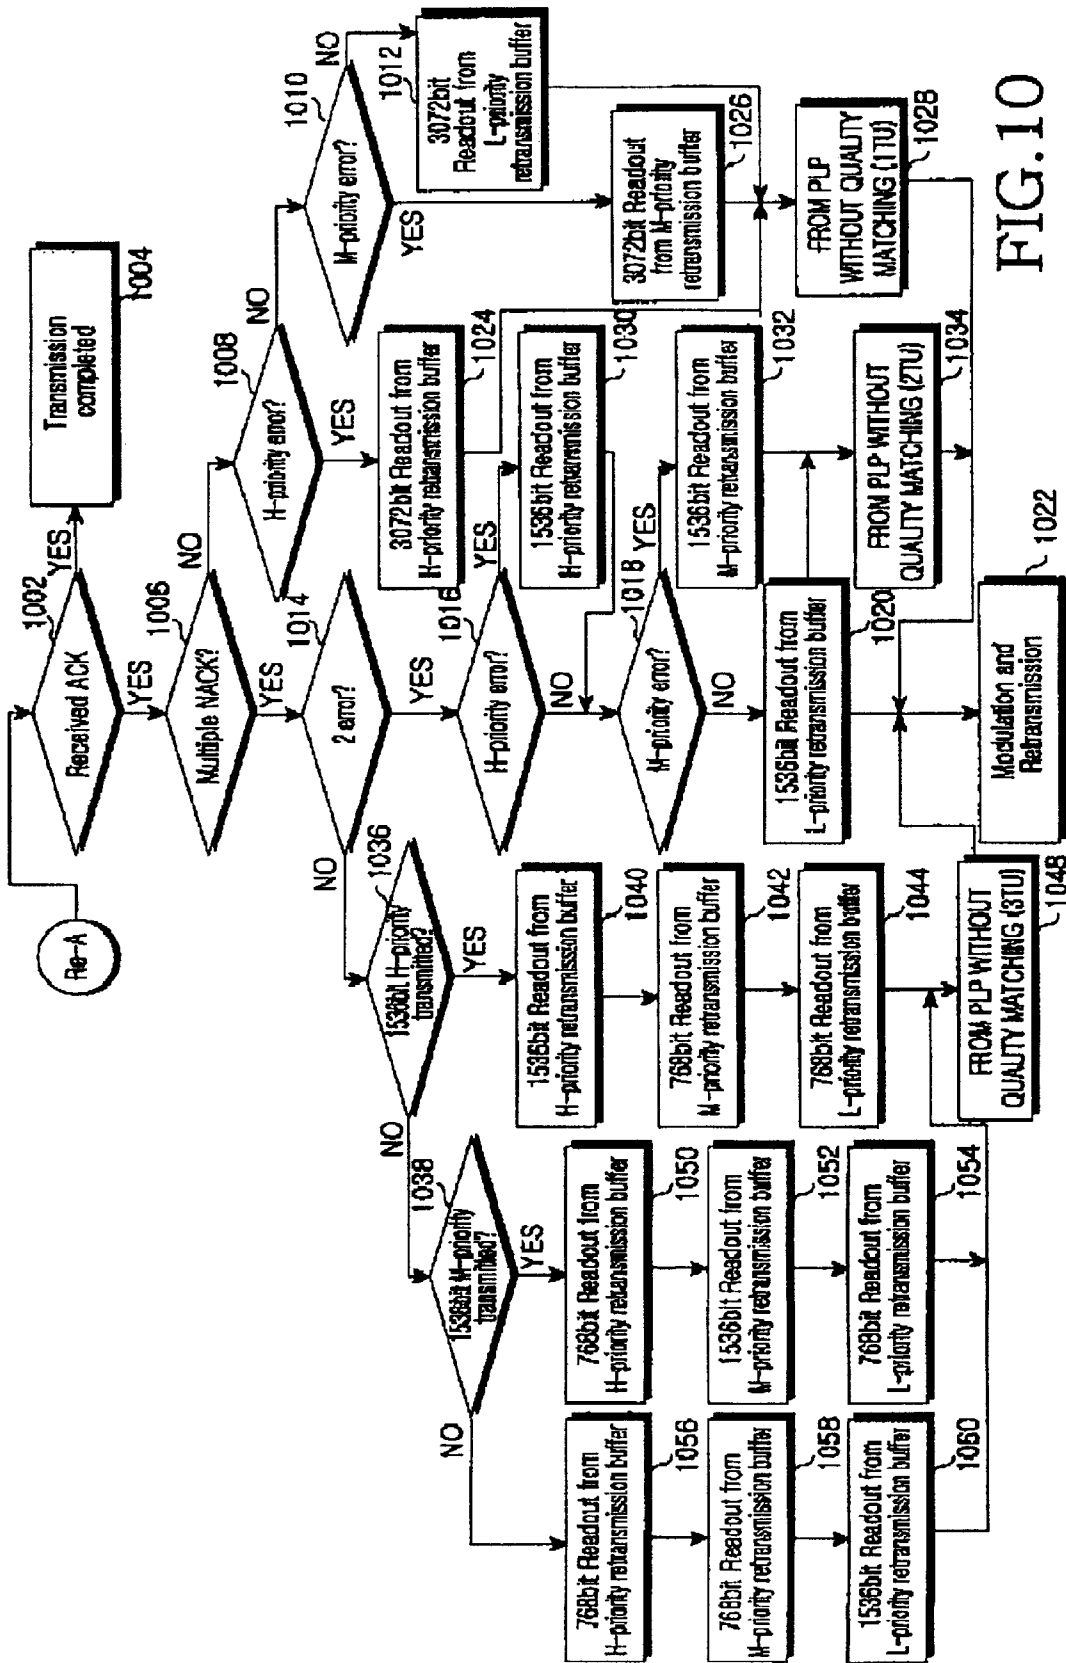 Re-A
Received ACK
1002
YES
YES
Transmission
completed
1004
Multiple NACK?
1006
NO
YES
H-priority error?
1008
NO
YES
M-priority error?
1010
NO
YES
3072bit
Readout from
L-priority
retransmission buffer
1012
2 error?
1014
NO
YES
H-priority error?
1016
YES
NO
3072bit Readout from
H-priority retansmission buffer
1024
3072bit Readout
from M-priority
retransmission buffer
1026
FROM PLP
WITHOUT QUALITY
MATCHING (1TU)
1028
1536bit Readout from
H-priority retransmission buffer
1030
M-priority error?
1018
YES
NO
1536bit Readout from
M-priority retransmission buffer
1032
1536bit Readout from
L-priority retransmission buffer
1020
FROM PLP WITHOUT
QUALITY MATCHING (2TU)
1034
Modulation and
Retransmission
1022
1536bit H-priority
transmitted?
1036
NO
YES
1536bit Readout from
H-priority retransmission buffer
1040
768bit Readout from
M-priority retransmission buffer
1042
768bit Readout from
L-priority retransmission buffer
1044
FROM PLP WITHOUT
QUALITY MATCHING (3TU)
1048
1536bit M-priority
transmitted?
1038
NO
YES
768bit Readout from
H-priority retransmission buffer
1050
1536bit Readout from
M-priority retransmission buffer
1052
768bit Readout from
L-priority retransmission buffer
1054
768bit Readout from
H-priority retransmission buffer
1056
768bit Readout from
M-priority retransmission buffer
1058
1536bit Readout from
L-priority retransmission buffer
1060
FIG.10